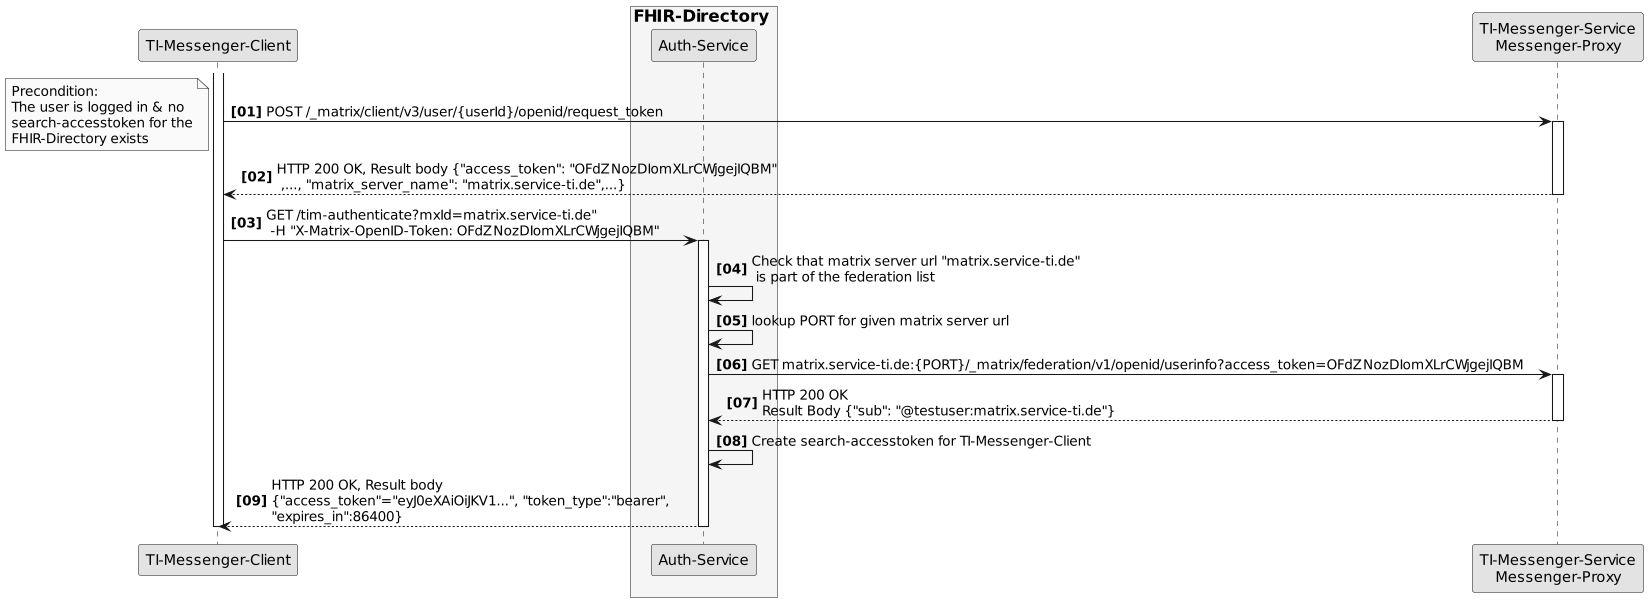 FHIR-Directory
TI-Messenger-Client
Auth-Service
TI-Messenger-Service
Messenger-Proxy
Precondition:
The user is logged in & no
search-accesstoken for the
FHIR-Directory exists
[01] POST /_matrix/client/v3/user/{userId}/openid/request_token
[02] HTTP 200 OK, Result body {"access_token": "OFdZNozDIomXLrCWjgejIQBM"
,..., "matrix_server_name": "matrix.service-ti.de",...}
[03] GET /tim-authenticate?mxId=matrix.service-ti.de"
-H "X-Matrix-OpenID-Token: OFdZNozDIomXLrCWjgejIQBM"
[04] Check that matrix server url "matrix.service-ti.de"
is part of the federation list
[05] lookup PORT for given matrix server url
[06] GET matrix.service-ti.de:{PORT}/_matrix/federation/v1/openid/userinfo?access_token=OFdZNozDIomXLrCWjgejIQBM
[07] HTTP 200 OK
Result Body {"sub": "@testuser:matrix.service-ti.de"}
[08] Create search-accesstoken for TI-Messenger-Client
[09] HTTP 200 OK, Result body
{"access_token"="eyJ0eXAiOiJKV1...", "token_type":"bearer",
"expires_in":86400}
TI-Messenger-Client
Auth-Service
TI-Messenger-Service
Messenger-Proxy